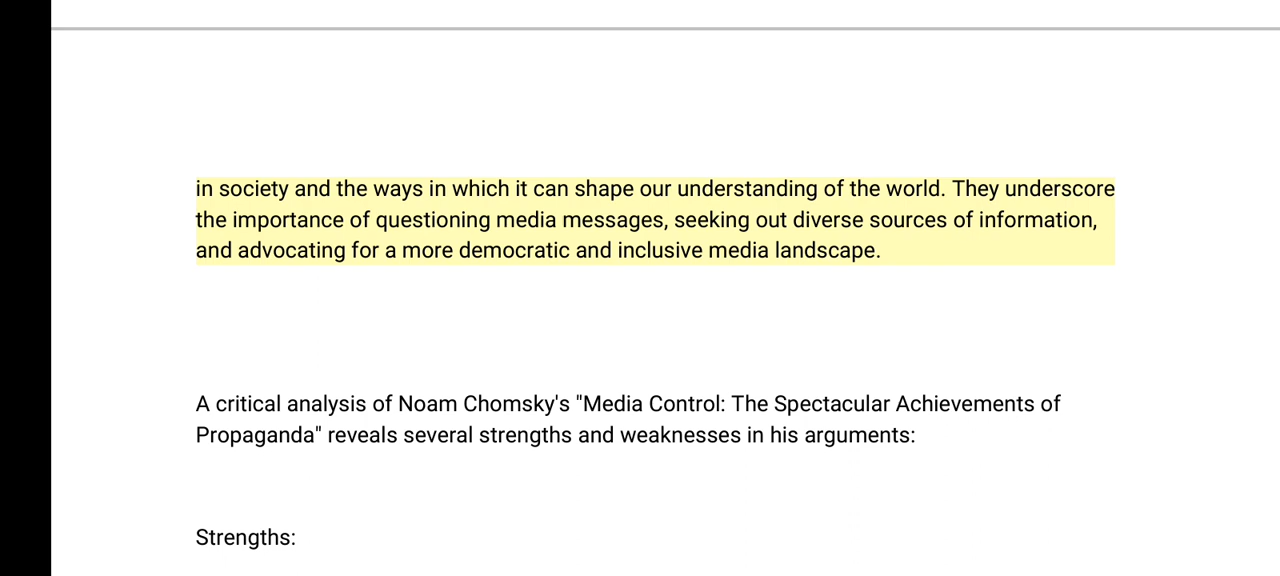 in society and the ways in which it can shape our understanding of the world. They underscore
the importance of questioning media messages, seeking out diverse sources of information,
and advocating for a more democratic and inclusive media landscape.
A critical analysis of Noam Chomsky's "Media Control: The Spectacular Achievements of
Propaganda" reveals several strengths and weaknesses in his arguments:
Strengths: